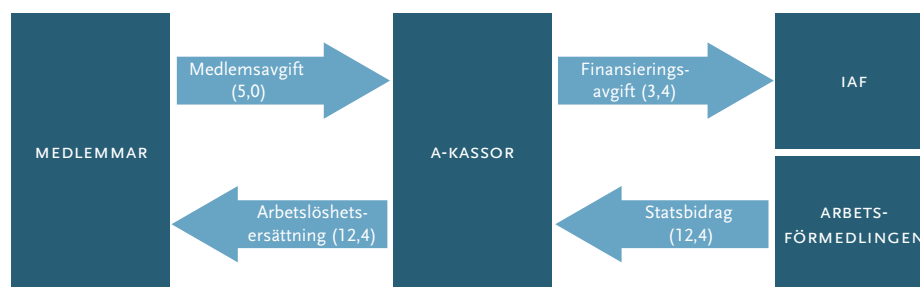 MEDLEMMAR
Medlemsavgift
(5,0)
Arbetslöshets-
ersättning (12,4)
A-KASSOR
Finansierings-
avgift (3,4)
Statsbidrag
(12,4)
IAF
ARBETS-
FÖRMEDLINGEN